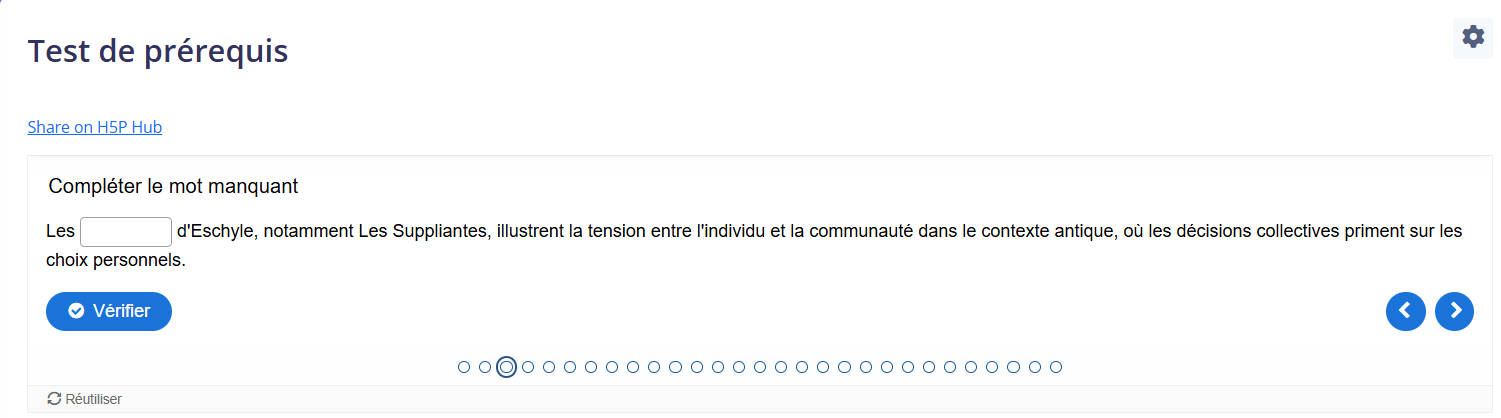 Test de prérequis
Share on H5P Hub
Compléter le mot manquant
Les d'Eschyle, notamment Les Suppliantes, illustrent la tension entre l'individu et la communauté dans le contexte antique, où les décisions collectives priment sur les
choix personnels.
Vérifier
Réutiliser